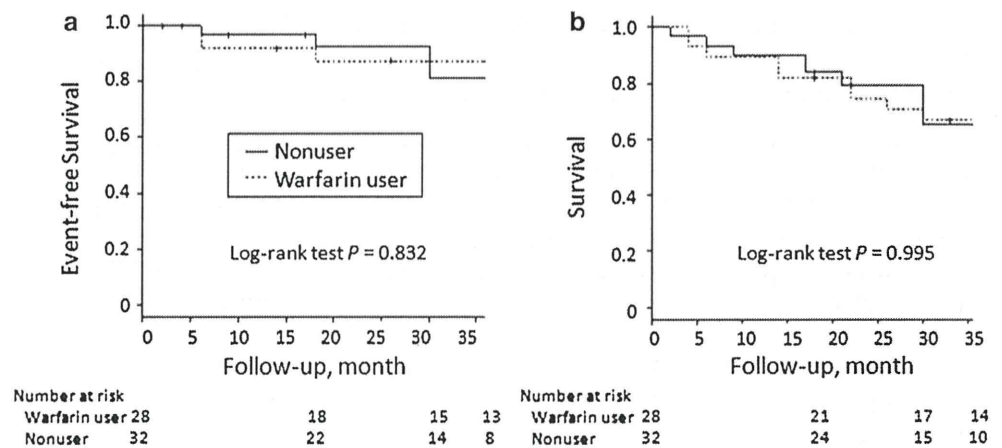 a
Event-free Survival
1.0
0.8
0.6
0.4
0.2
0
Nonuser
Warfarin user
Log-rank test P = 0.832
0 5 10 15 20 25 30 35
Follow-up, month
Number at risk
Warfarin user 28 18 15 13
Nonuser 32 22 14 8
b
Survival
1.0
0.8
0.6
0.4
0.2
0
Log-rank test P = 0.995
0 5 10 15 20 25 30 35
Follow-up, month
Number at risk
Warfarin user 28 21 17 14
Nonuser 32 24 15 10